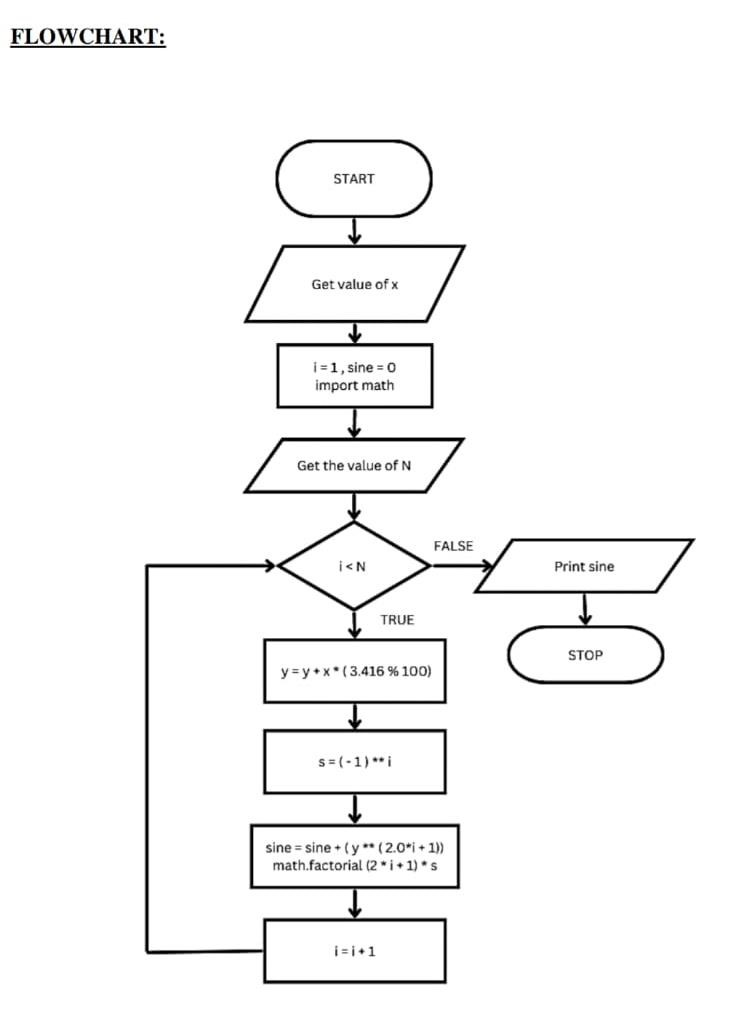 FLOWCHART:
START
Get value of x
i = 1 , sine = 0
import math
Get the value of N
i < N
FALSE
Print sine
TRUE
STOP
y = y + x * ( 3.416 % 100)
s = ( - 1 ) ** i
sine = sine + ( y ** ( 2.0*i + 1))
math.factorial (2 * i + 1) * s
i = i + 1